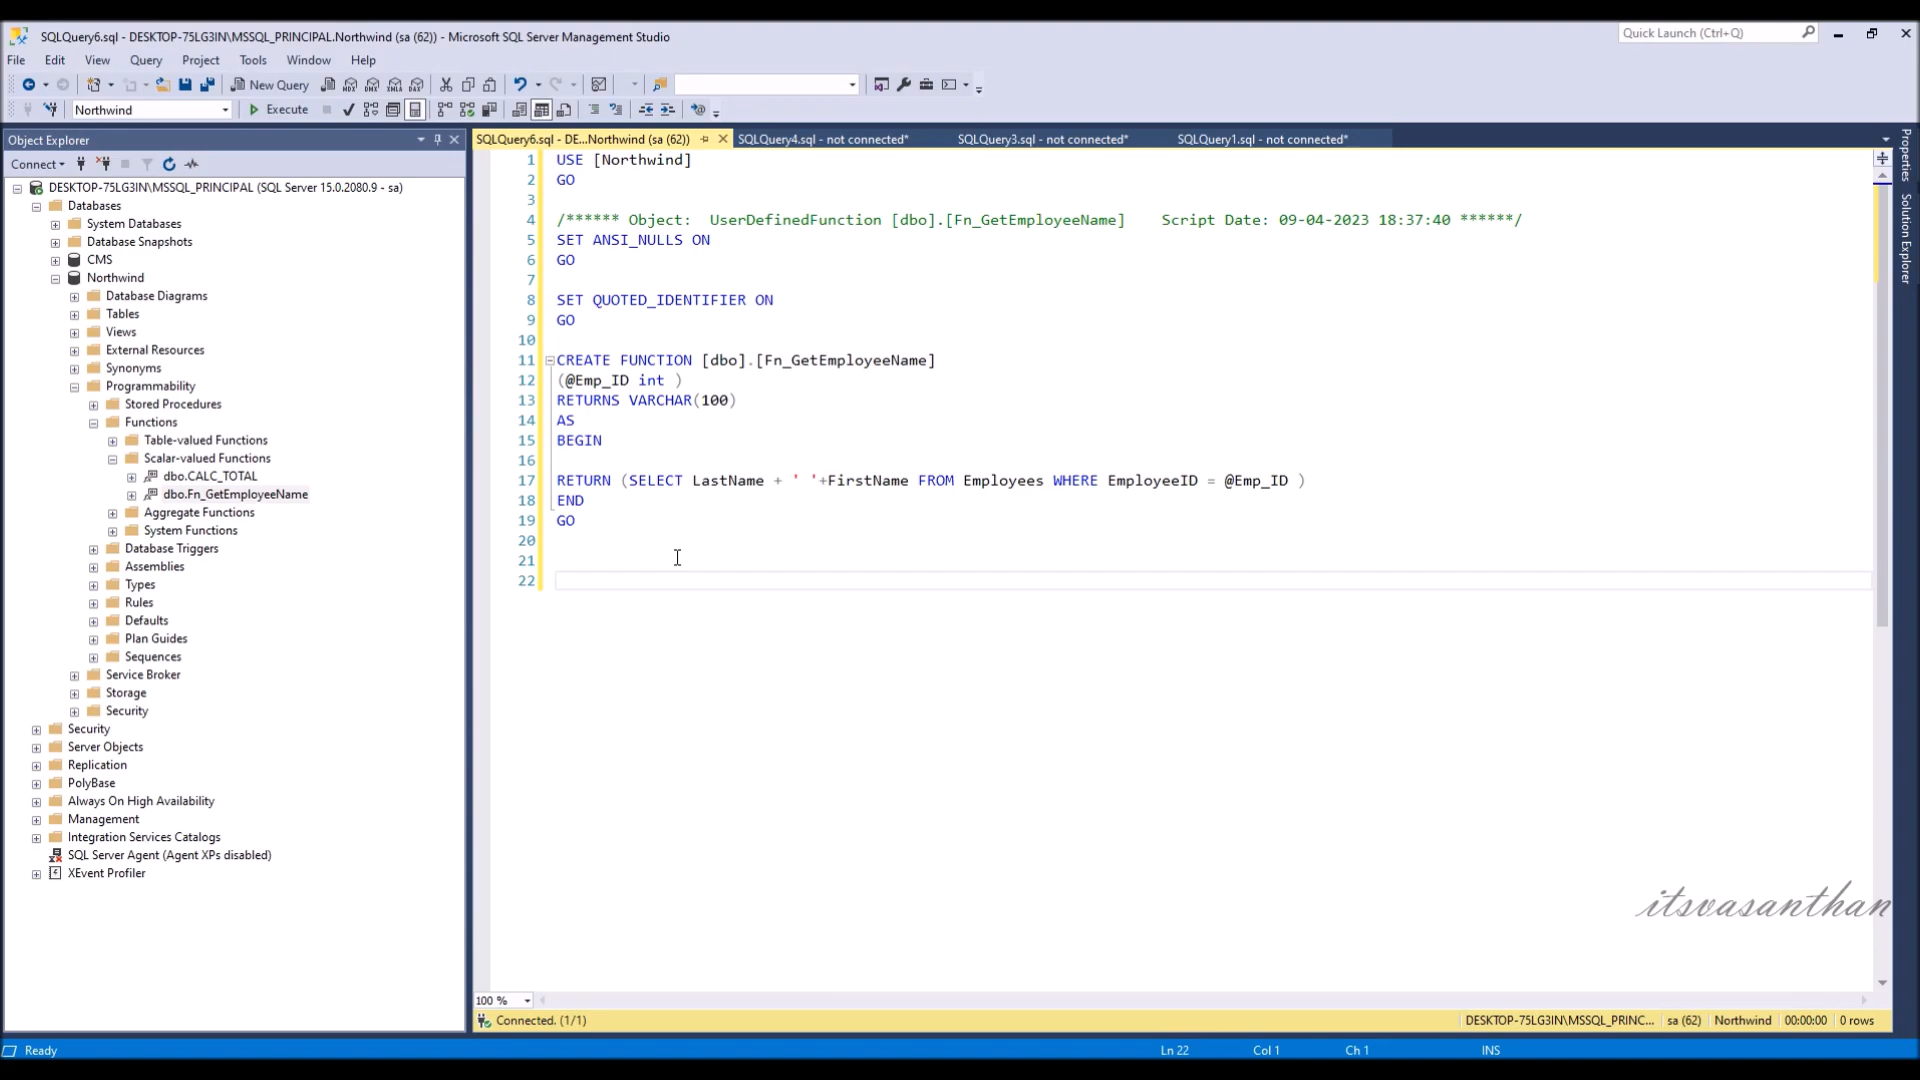 SQLQuery6.sql - DESKTOP-75LG3IN\MSSQL_PRINCIPAL.Northwind (sa (62)) - Microsoft SQL Server Management Studio
Quick Launch (Ctrl+Q)
File Edit View Query Project Tools Window Help
New Query
Northwind Execute
Object Explorer
SQLQuery6.sql - DE...Northwind (sa (62)) SQLQuery4.sql - not connected* SQLQuery3.sql - not connected* SQLQuery1.sql - not connected*
Connect
DESKTOP-75LG3IN\MSSQL_PRINCIPAL (SQL Server 15.0.2080.9 - sa)
Databases
System Databases
Database Snapshots
CMS
Northwind
Database Diagrams
Tables
Views
External Resources
Synonyms
Programmability
Stored Procedures
Functions
Table-valued Functions
Scalar-valued Functions
dbo.CALC_TOTAL
dbo.Fn_GetEmployeeName
Aggregate Functions
System Functions
Database Triggers
Assemblies
Types
Rules
Defaults
Plan Guides
Sequences
Service Broker
Storage
Security
Security
Server Objects
Replication
PolyBase
Always On High Availability
Management
Integration Services Catalogs
SQL Server Agent (Agent XPs disabled)
XEvent Profiler
1 USE [Northwind]
2 GO
3
4 /****** Object:  UserDefinedFunction [dbo].[Fn_GetEmployeeName]    Script Date: 09-04-2023 18:37:40 ******/
5 SET ANSI_NULLS ON
6 GO
7
8 SET QUOTED_IDENTIFIER ON
9 GO
10
11 CREATE FUNCTION [dbo].[Fn_GetEmployeeName]
12 (@Emp_ID int )
13 RETURNS VARCHAR(100)
14 AS
15 BEGIN
16
17 RETURN (SELECT LastName + ' '+FirstName FROM Employees WHERE EmployeeID = @Emp_ID )
18 END
19 GO
20
21
22
Properties
Solution Explorer
itsvasanthan
100 %
Connected. (1/1)
DESKTOP-75LG3IN\MSSQL_PRINC... sa (62) Northwind 00:00:00 0 rows
Ready
Ln 22 Col 1 Ch 1 INS